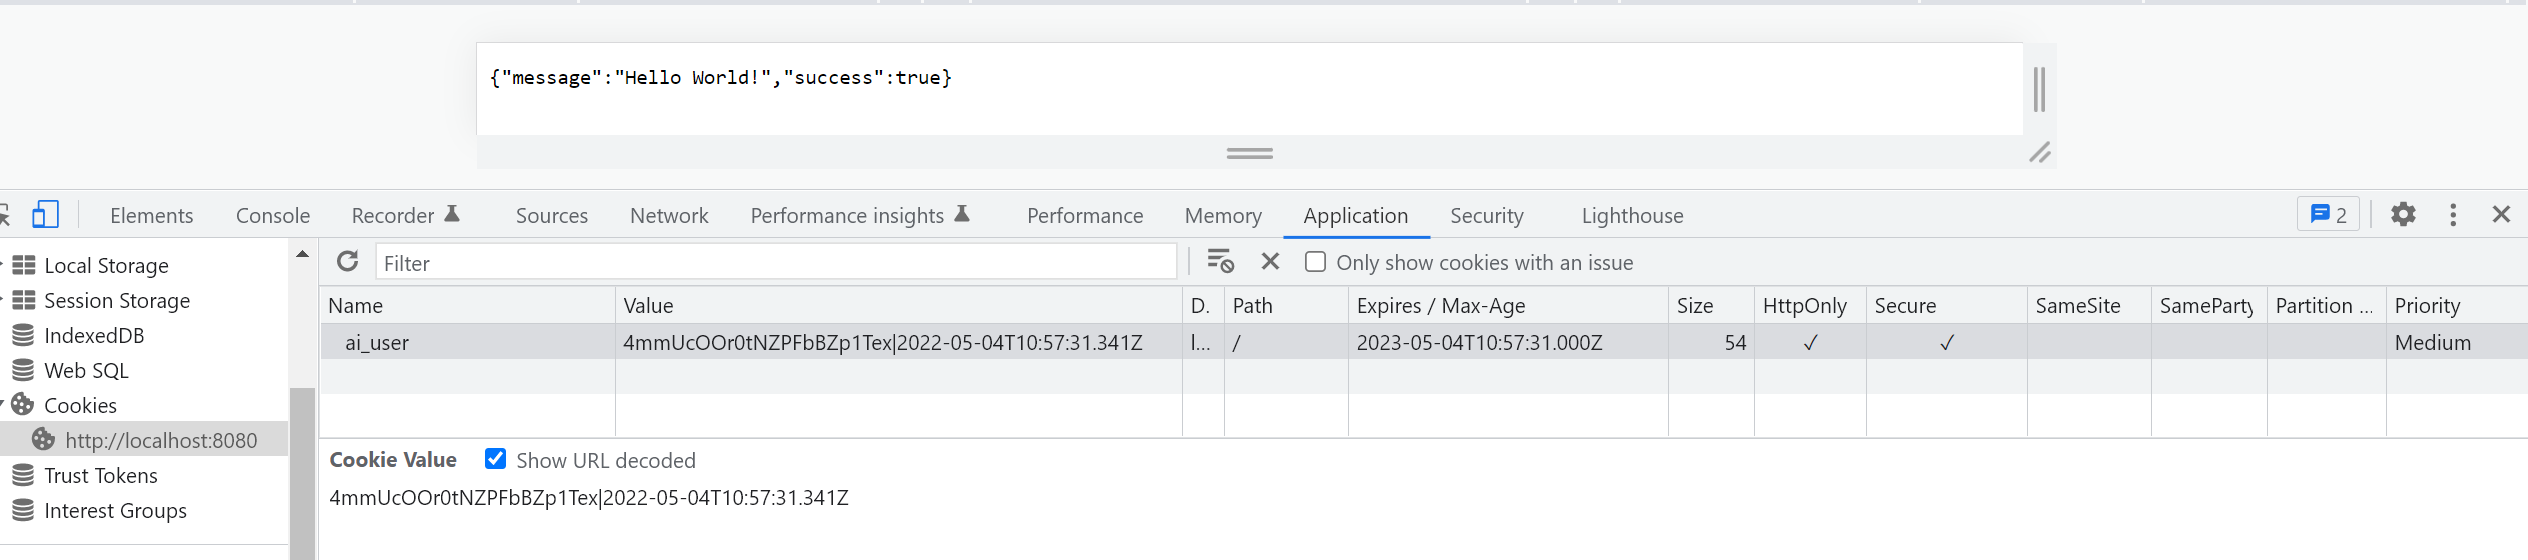 {"message":"Hello World!","success":true}
Elements Console Recorder Sources Network Performance insights Performance Memory Application Security Lighthouse 2
Local Storage
Session Storage
IndexedDB
Web SQL
Cookies
http://localhost:8080
Trust Tokens
Interest Groups
Filter Only show cookies with an issue
Name Value D. Path Expires / Max-Age Size HttpOnly Secure SameSite SameParty Partition ... Priority
ai_user 4mmUcOOr0tNZPFbBZp1Tex|2022-05-04T10:57:31.341Z l... / 2023-05-04T10:57:31.000Z 54 ✓ ✓ Medium
Cookie Value Show URL decoded
4mmUcOOr0tNZPFbBZp1Tex|2022-05-04T10:57:31.341Z